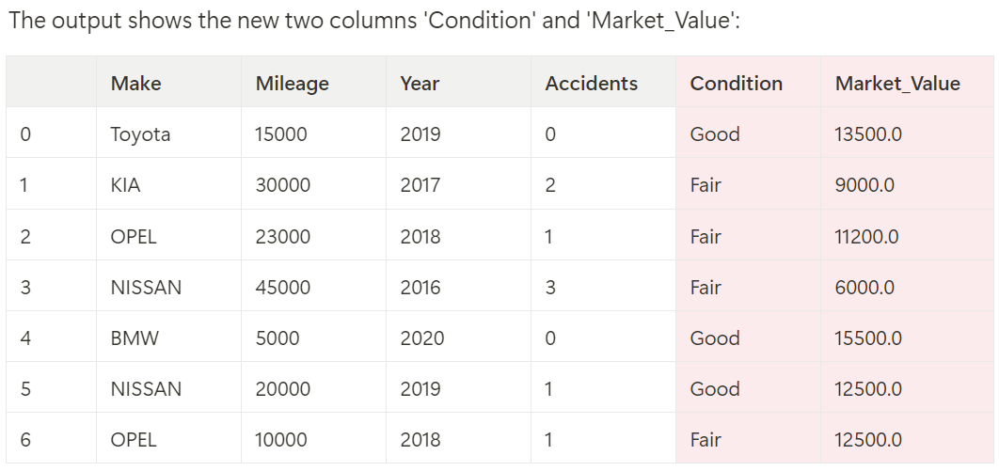 The output shows the new two columns 'Condition' and 'Market_Value':
Make Mileage Year Accidents Condition Market_Value
0 Toyota 15000 2019 0 Good 13500.0
1 KIA 30000 2017 2 Fair 9000.0
2 OPEL 23000 2018 1 Fair 11200.0
3 NISSAN 45000 2016 3 Fair 6000.0
4 BMW 5000 2020 0 Good 15500.0
5 NISSAN 20000 2019 1 Good 12500.0
6 OPEL 10000 2018 1 Fair 12500.0